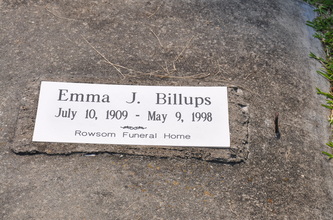 Emma J. Billups
July 10, 1909 - May 9, 1998
Rowsom Funeral Home